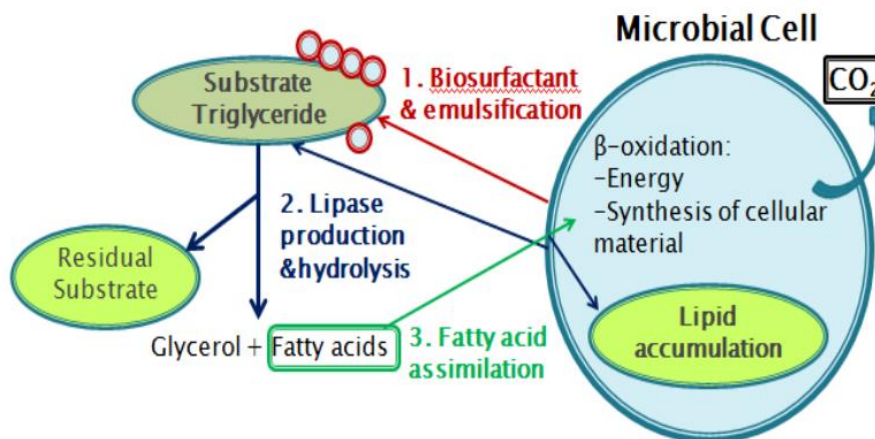 Microbial Cell
CO₂
Substrate
Triglyceride
1. Biosurfactant
& emulsification
β-oxidation:
-Energy
-Synthesis of cellular
material
2. Lipase
production
&hydrolysis
Residual
Substrate
Glycerol + Fatty acids
3. Fatty acid
assimilation
Lipid
accumulation